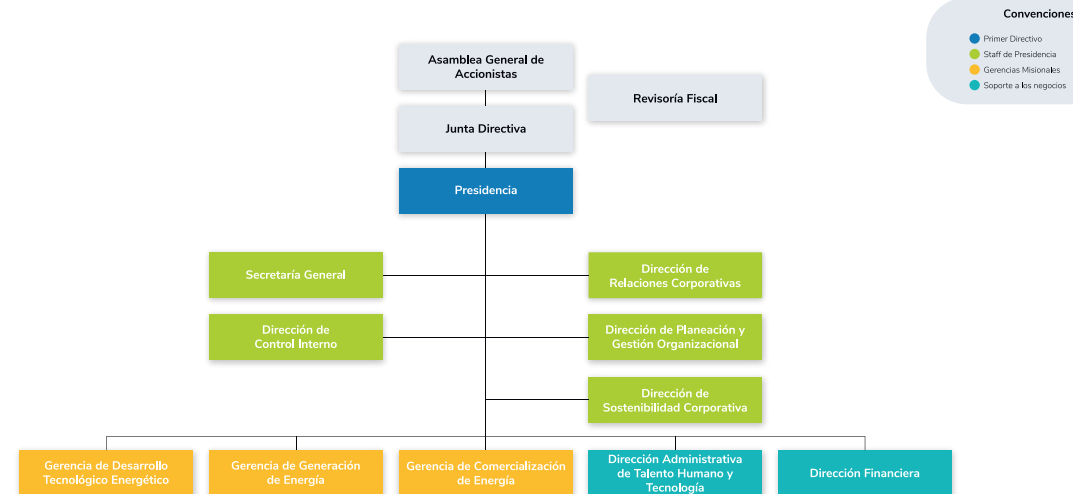 Convenciones
Primer Directivo
Staff de Presidencia
Gerencias Misionales
Soporte a los negocios
Asamblea General de
Accionistas
Revisoría Fiscal
Junta Directiva
Presidencia
Secretaría General
Dirección de
Relaciones Corporativas
Dirección de
Control Interno
Dirección de Planeación y
Gestión Organizacional
Dirección de
Sostenibilidad Corporativa
Gerencia de Desarrollo
Tecnológico Energético
Gerencia de Generación
de Energía
Gerencia de Comercialización
de Energía
Dirección Administrativa
de Talento Humano y
Tecnología
Dirección Financiera